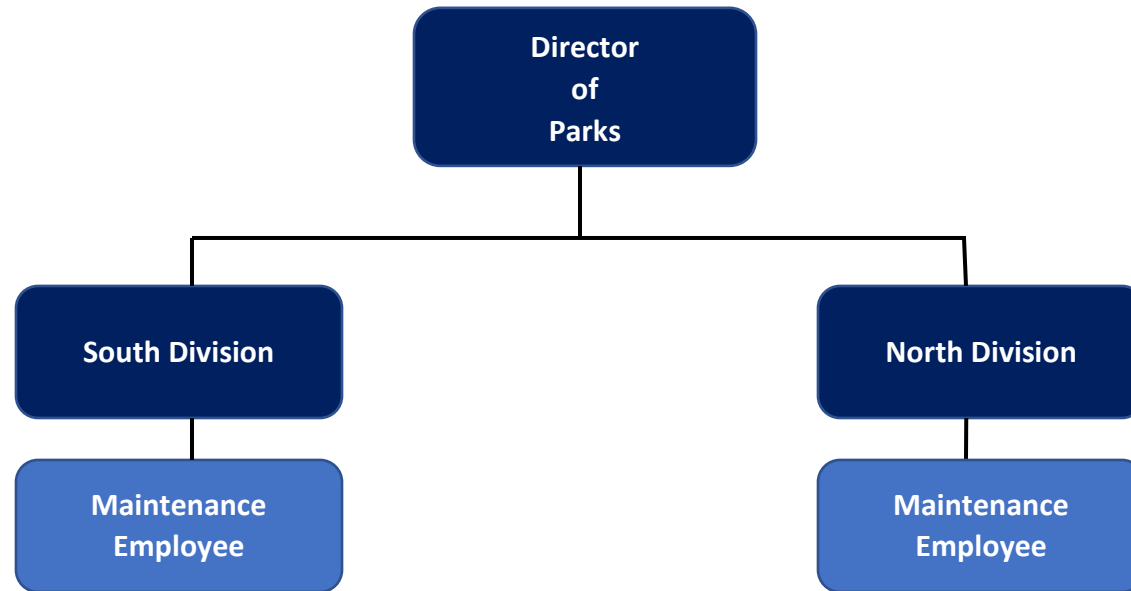 Director
of
Parks
South Division
North Division
Maintenance
Employee
Maintenance
Employee